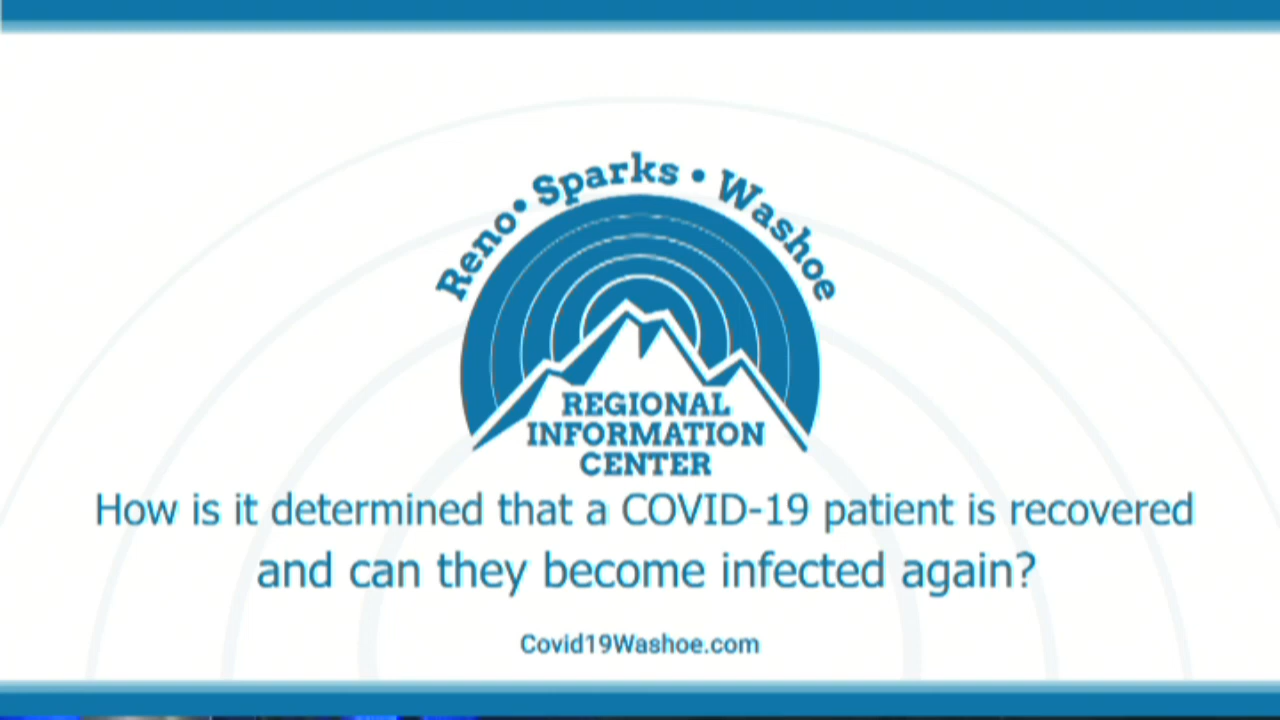 Reno • Sparks • Washoe
REGIONAL
INFORMATION
CENTER
How is it determined that a COVID-19 patient is recovered
and can they become infected again?
Covid19Washoe.com